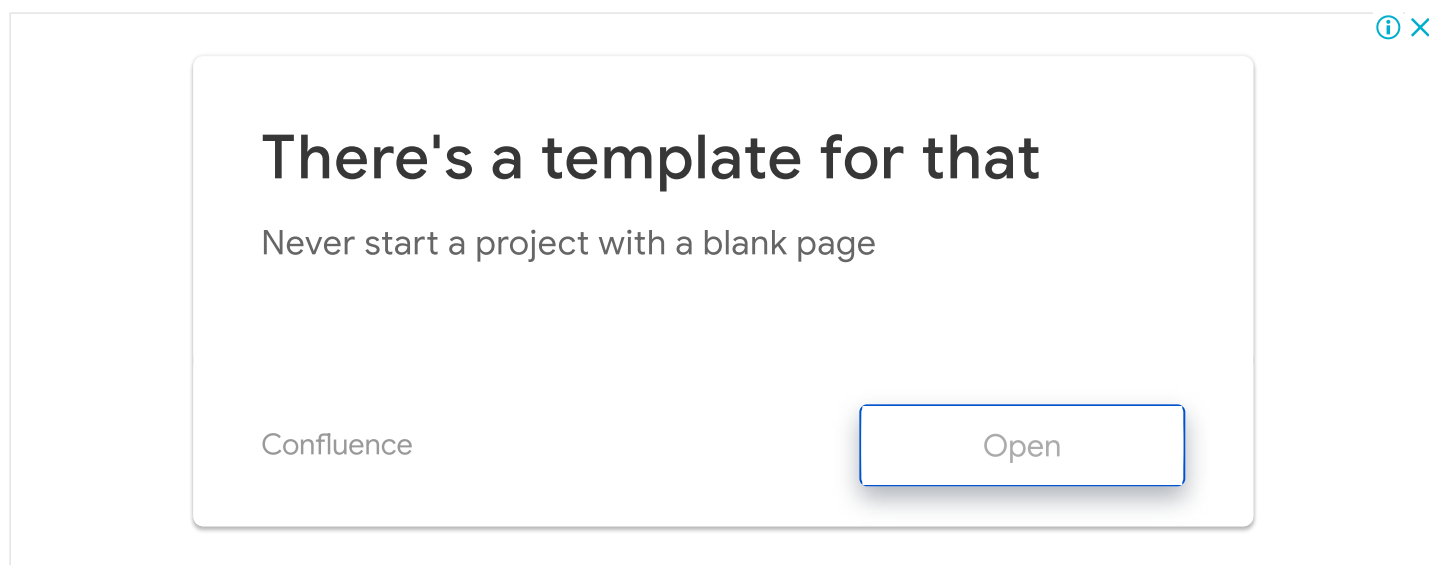 There's a template for that
Never start a project with a blank page
Confluence
Open